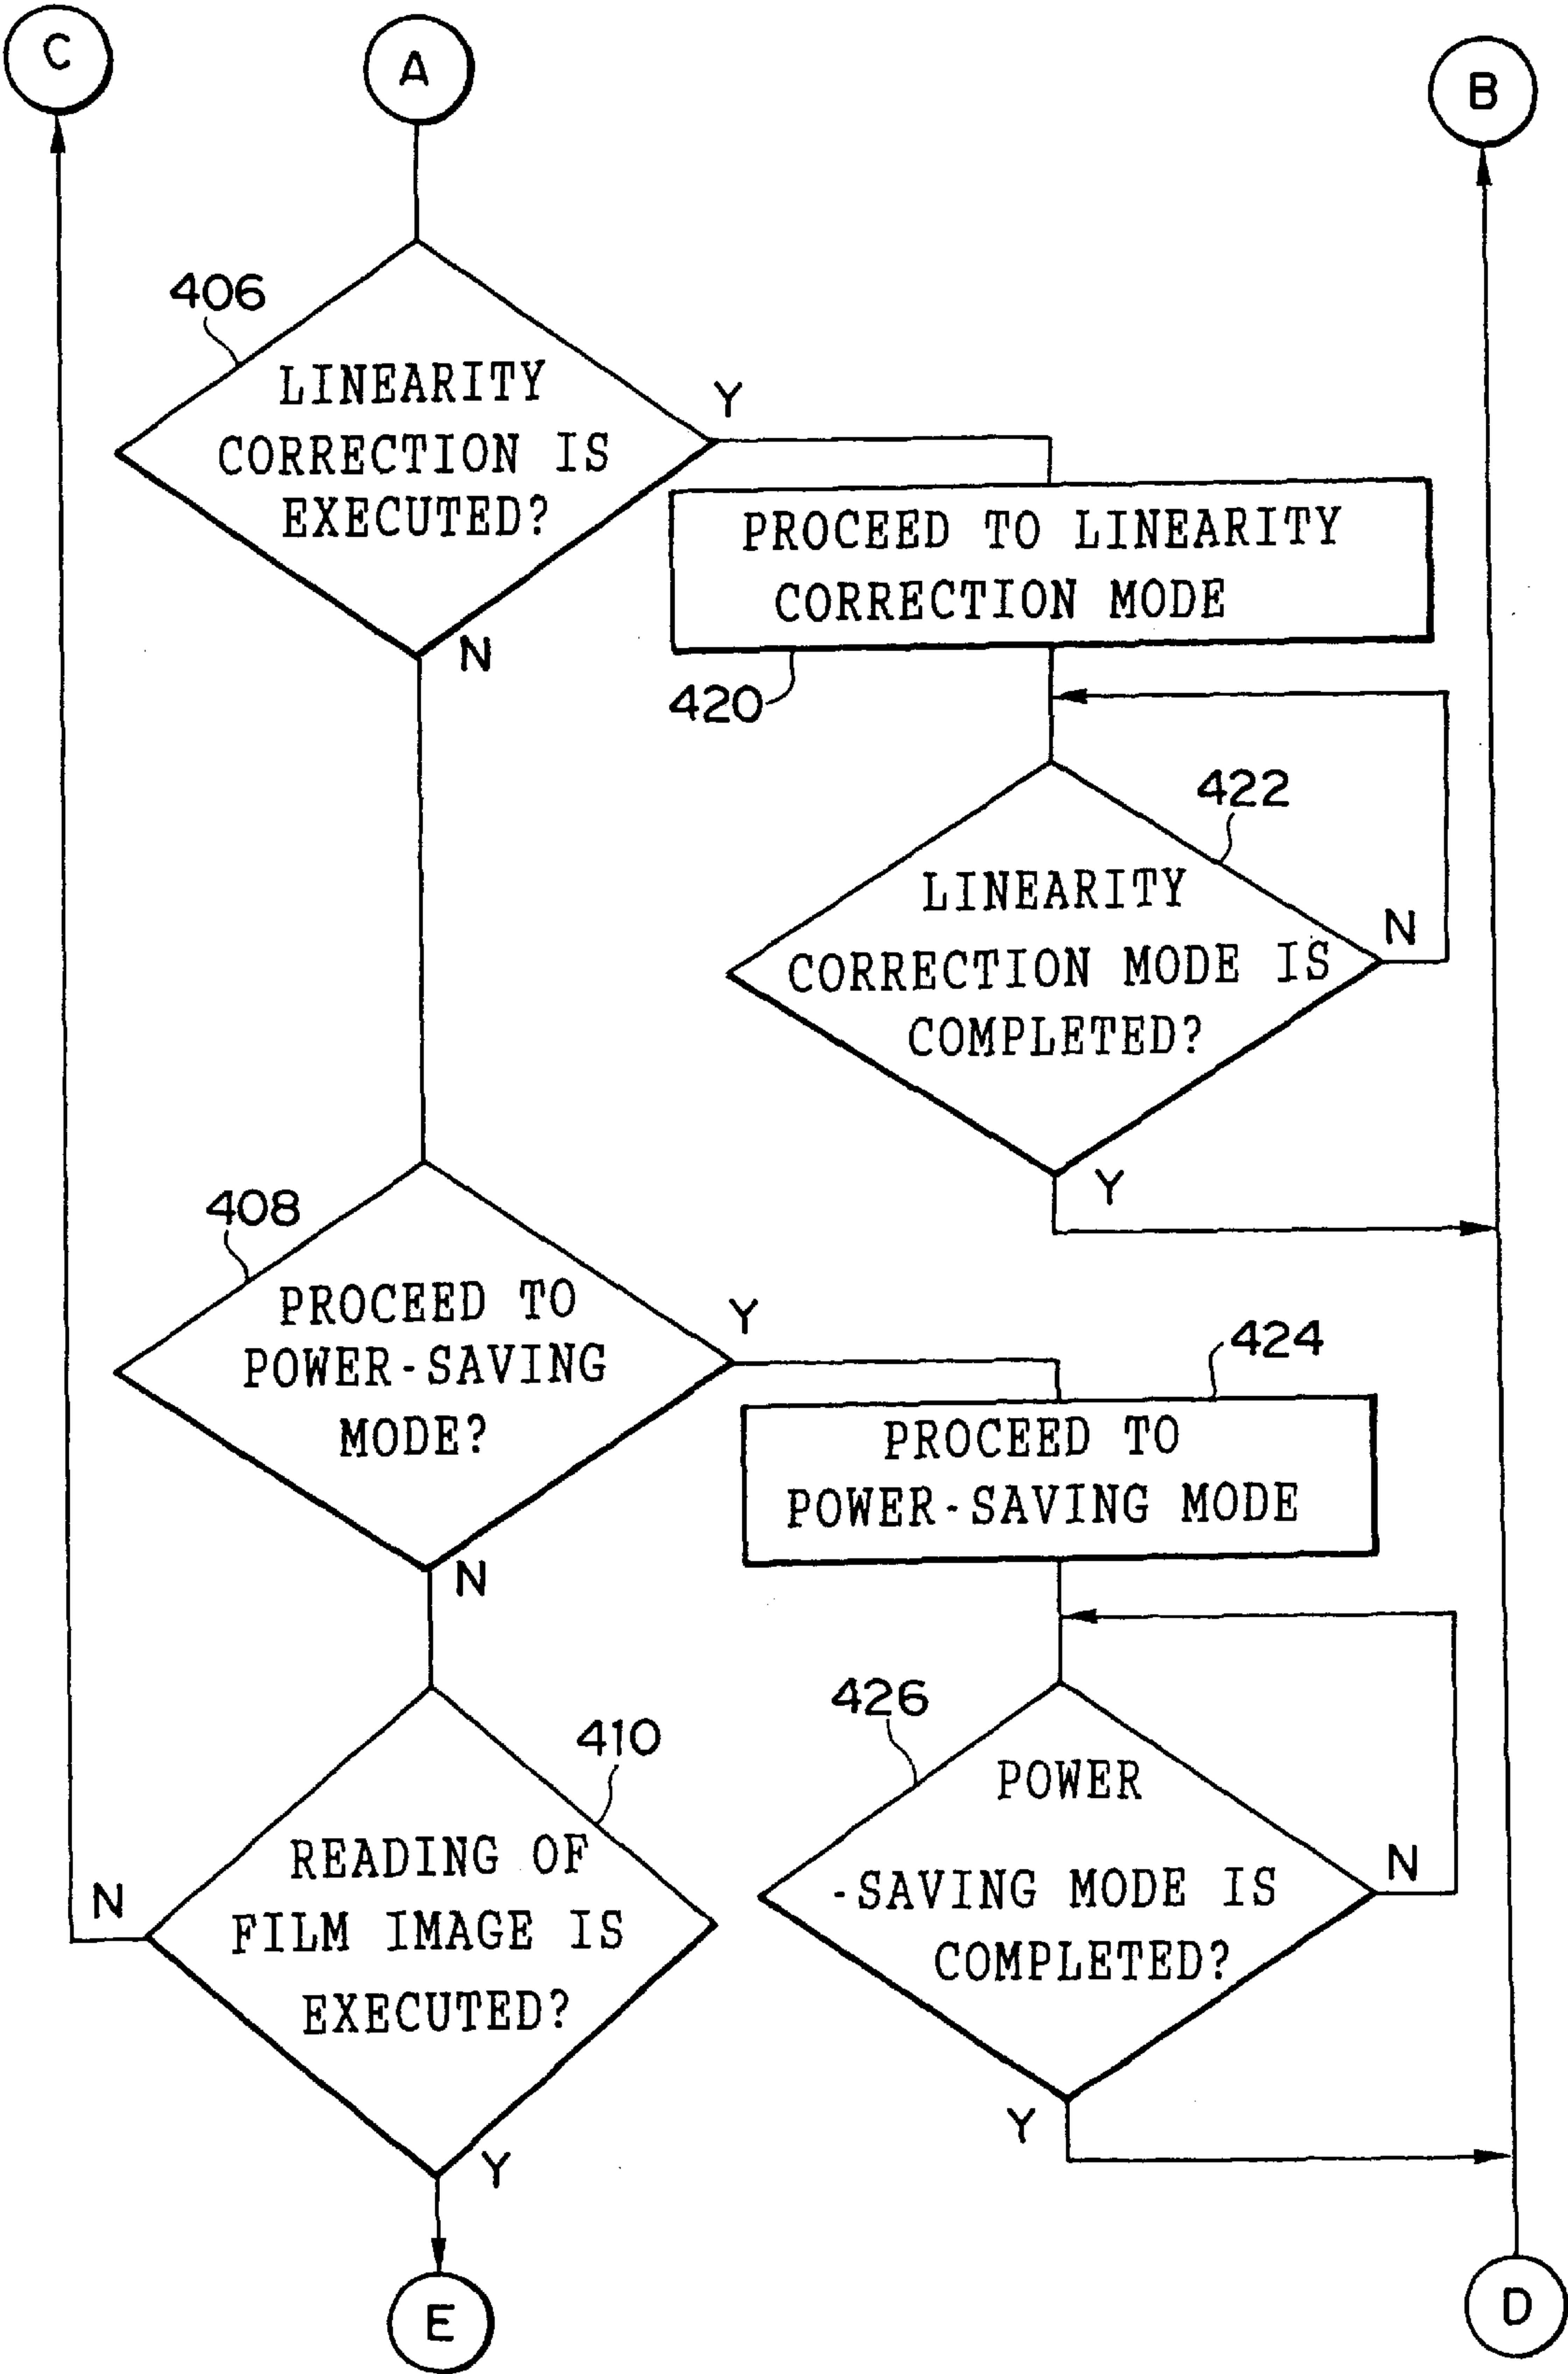 C
A
B
406
LINEARITY
CORRECTION IS
EXECUTED?
Y
N
PROCEED TO LINEARITY
CORRECTION MODE
420
422
LINEARITY
CORRECTION MODE IS
COMPLETED?
N
Y
408
PROCEED TO
POWER-SAVING
MODE?
Y
N
424
PROCEED TO
POWER-SAVING MODE
426
POWER
-SAVING MODE IS
COMPLETED?
N
Y
410
READING OF
FILM IMAGE IS
EXECUTED?
N
Y
E
D